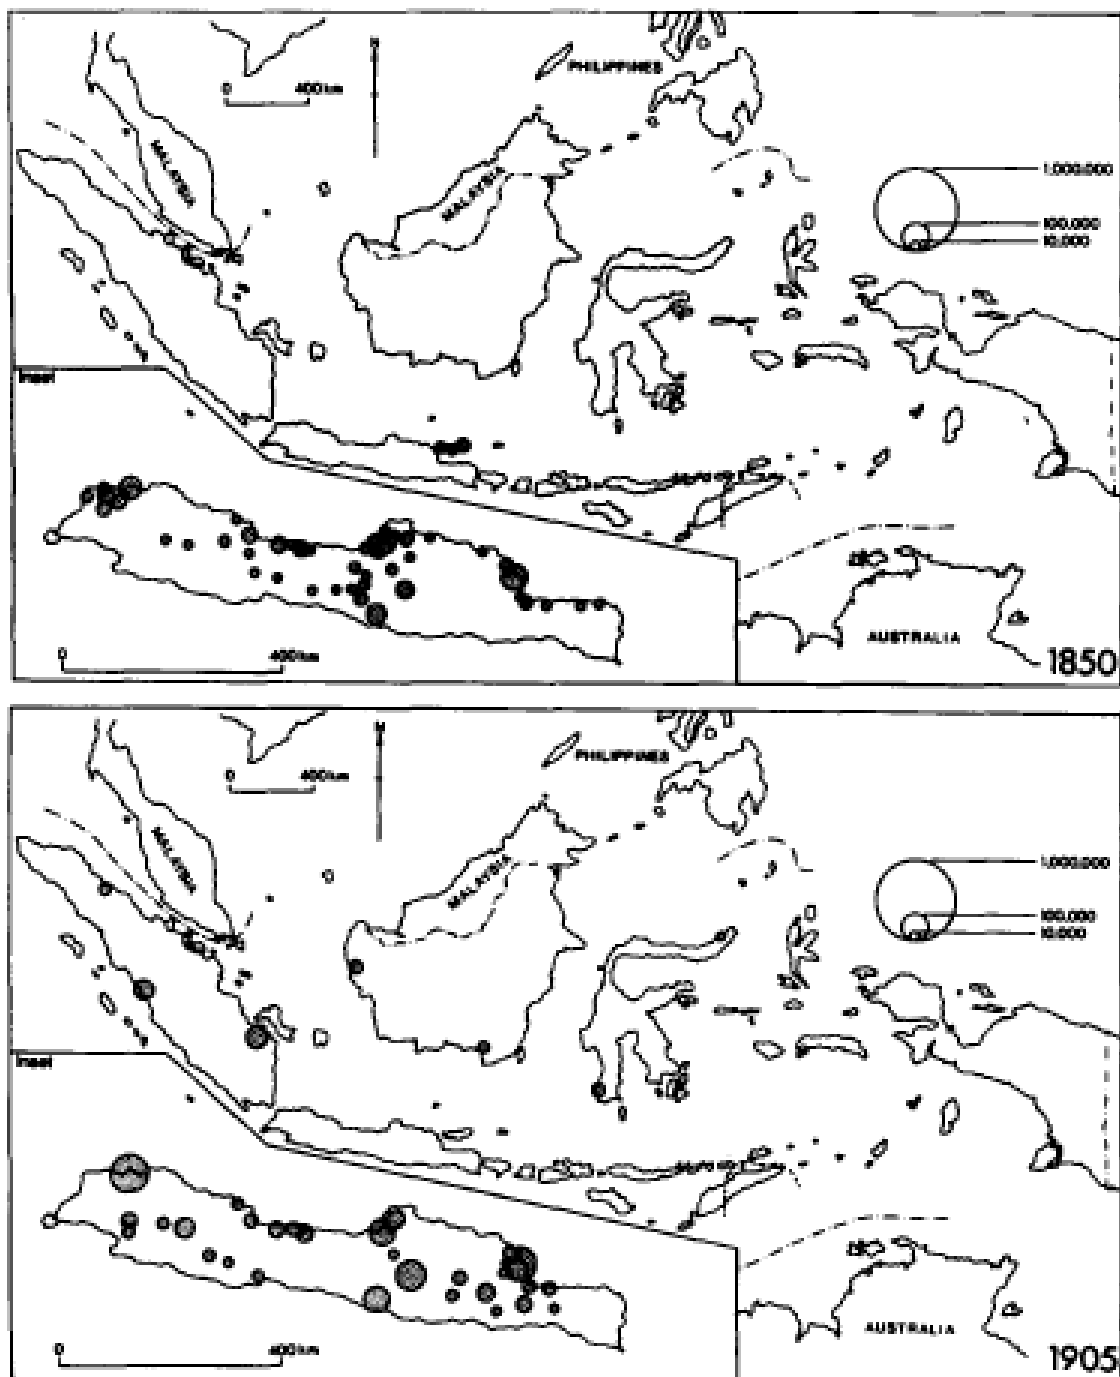 N
PHILIPPINES
0 400 km
MALAYSIA
MALAYSIA
1,000,000
100,000
10,000
Inset
0 400 km
AUSTRALIA
1850
N
PHILIPPINES
0 400 km
MALAYSIA
MALAYSIA
1,000,000
100,000
10,000
Inset
0 400 km
AUSTRALIA
1905